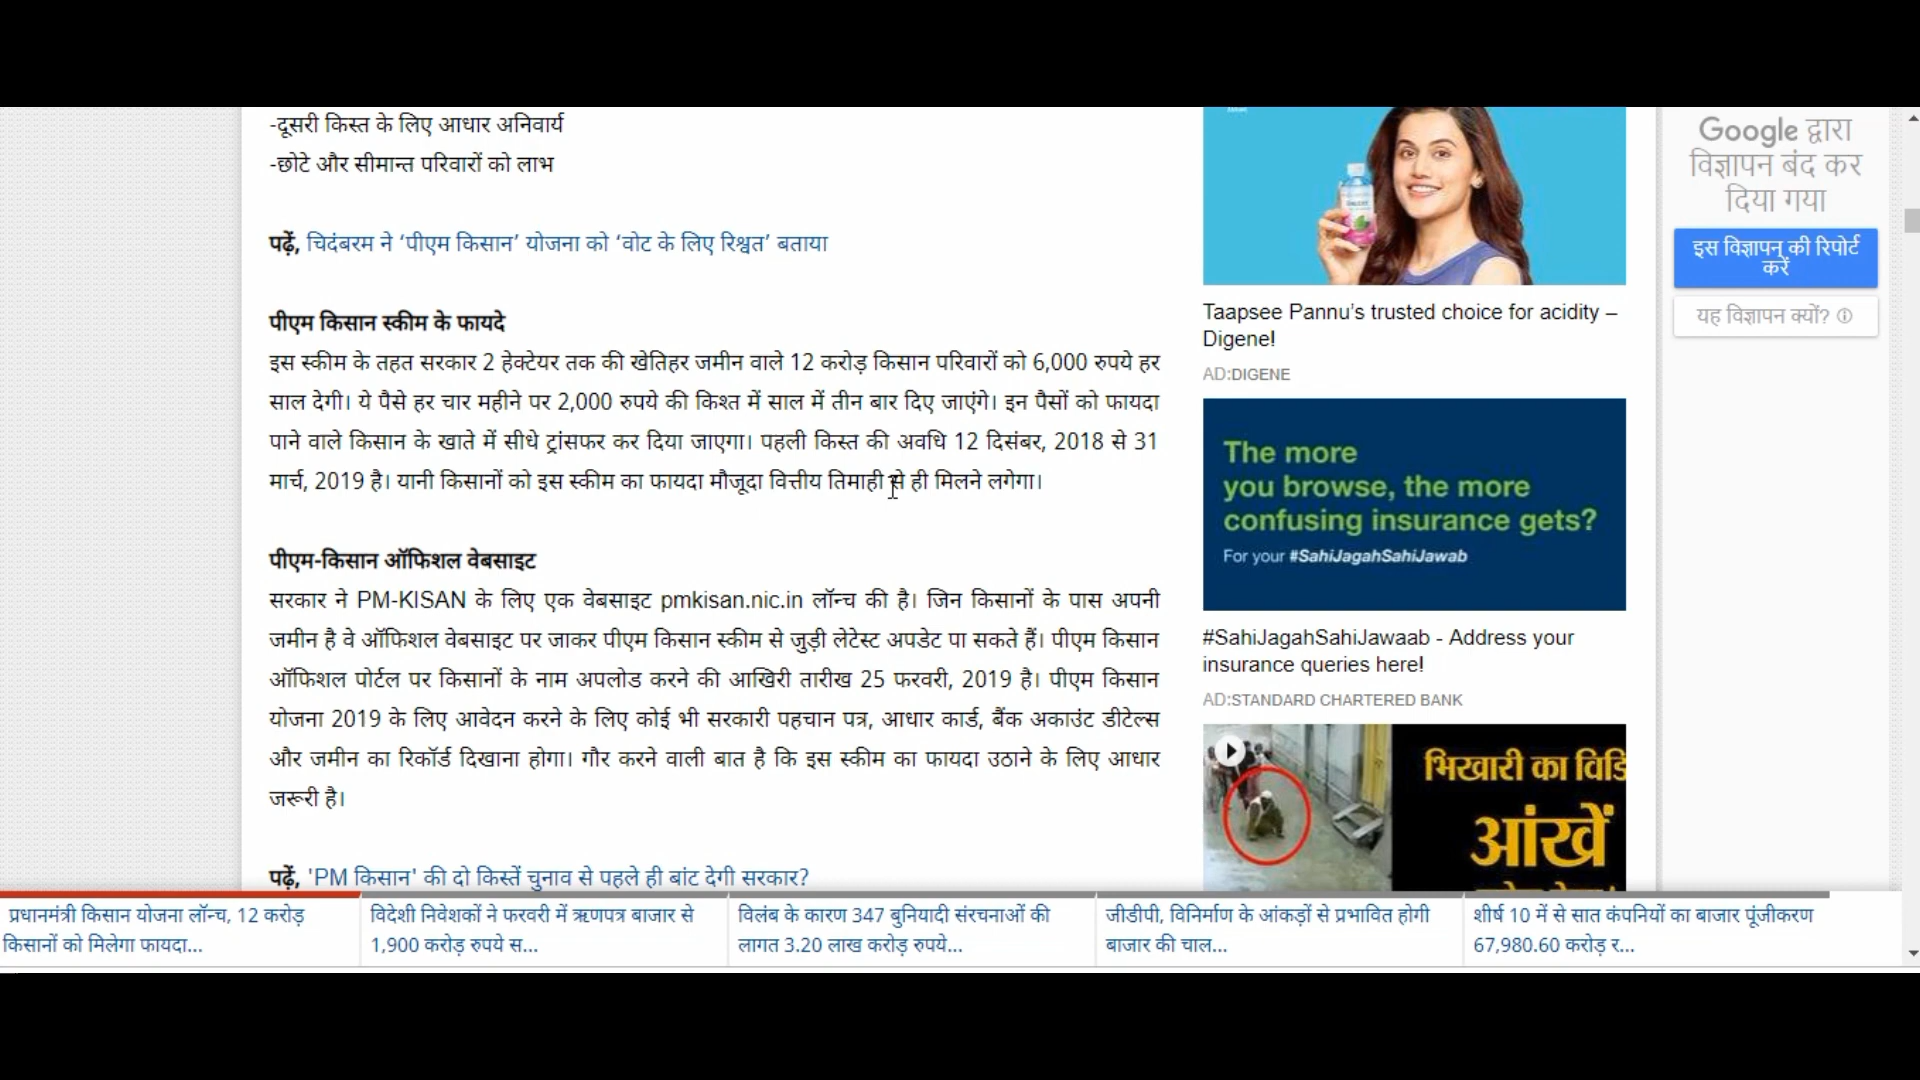 -दूसरी किस्त के लिए आधार अनिवार्य
-छोटे और सीमान्त परिवारों को लाभ
पढ़ें, चिदंबरम ने ‘पीएम किसान’ योजना को ‘वोट के लिए रिश्वत’ बताया
पीएम किसान स्कीम के फायदे
इस स्कीम के तहत सरकार 2 हेक्टेयर तक की खेतिहर जमीन वाले 12 करोड़ किसान परिवारों को 6,000 रुपये हर
साल देगी। ये पैसे हर चार महीने पर 2,000 रुपये की किश्त में साल में तीन बार दिए जाएंगे। इन पैसों को फायदा
पाने वाले किसान के खाते में सीधे ट्रांसफर कर दिया जाएगा। पहली किस्त की अवधि 12 दिसंबर, 2018 से 31
मार्च, 2019 है। यानी किसानों को इस स्कीम का फायदा मौजूदा वित्तीय तिमाही से ही मिलने लगेगा।
पीएम-किसान ऑफिशल वेबसाइट
सरकार ने PM-KISAN के लिए एक वेबसाइट pmkisan.nic.in लॉन्च की है। जिन किसानों के पास अपनी
जमीन है वे ऑफिशल वेबसाइट पर जाकर पीएम किसान स्कीम से जुड़ी लेटेस्ट अपडेट पा सकते हैं। पीएम किसान
ऑफिशल पोर्टल पर किसानों के नाम अपलोड करने की आखिरी तारीख 25 फरवरी, 2019 है। पीएम किसान
योजना 2019 के लिए आवेदन करने के लिए कोई भी सरकारी पहचान पत्र, आधार कार्ड, बैंक अकाउंट डीटेल्स
और जमीन का रिकॉर्ड दिखाना होगा। गौर करने वाली बात है कि इस स्कीम का फायदा उठाने के लिए आधार
जरूरी है।
पढ़ें, 'PM किसान' की दो किस्तें चुनाव से पहले ही बांट देगी सरकार?
Taapsee Pannu’s trusted choice for acidity –
Digene!
AD:DIGENE
The more
you browse, the more
confusing insurance gets?
For your #SahiJagahSahiJawab
#SahiJagahSahiJawaab - Address your
insurance queries here!
AD:STANDARD CHARTERED BANK
भिखारी का विडि
आंखें
Google द्वारा
विज्ञापन बंद कर
दिया गया
इस विज्ञापन की रिपोर्ट
करें
यह विज्ञापन क्यों?
प्रधानमंत्री किसान योजना लॉन्च, 12 करोड़
किसानों को मिलेगा फायदा...
विदेशी निवेशकों ने फरवरी में ऋणपत्र बाजार से
1,900 करोड़ रुपये स...
विलंब के कारण 347 बुनियादी संरचनाओं की
लागत 3.20 लाख करोड़ रुपये...
जीडीपी, विनिर्माण के आंकड़ों से प्रभावित होगी
बाजार की चाल...
शीर्ष 10 में से सात कंपनियों का बाजार पूंजीकरण
67,980.60 करोड़ र...